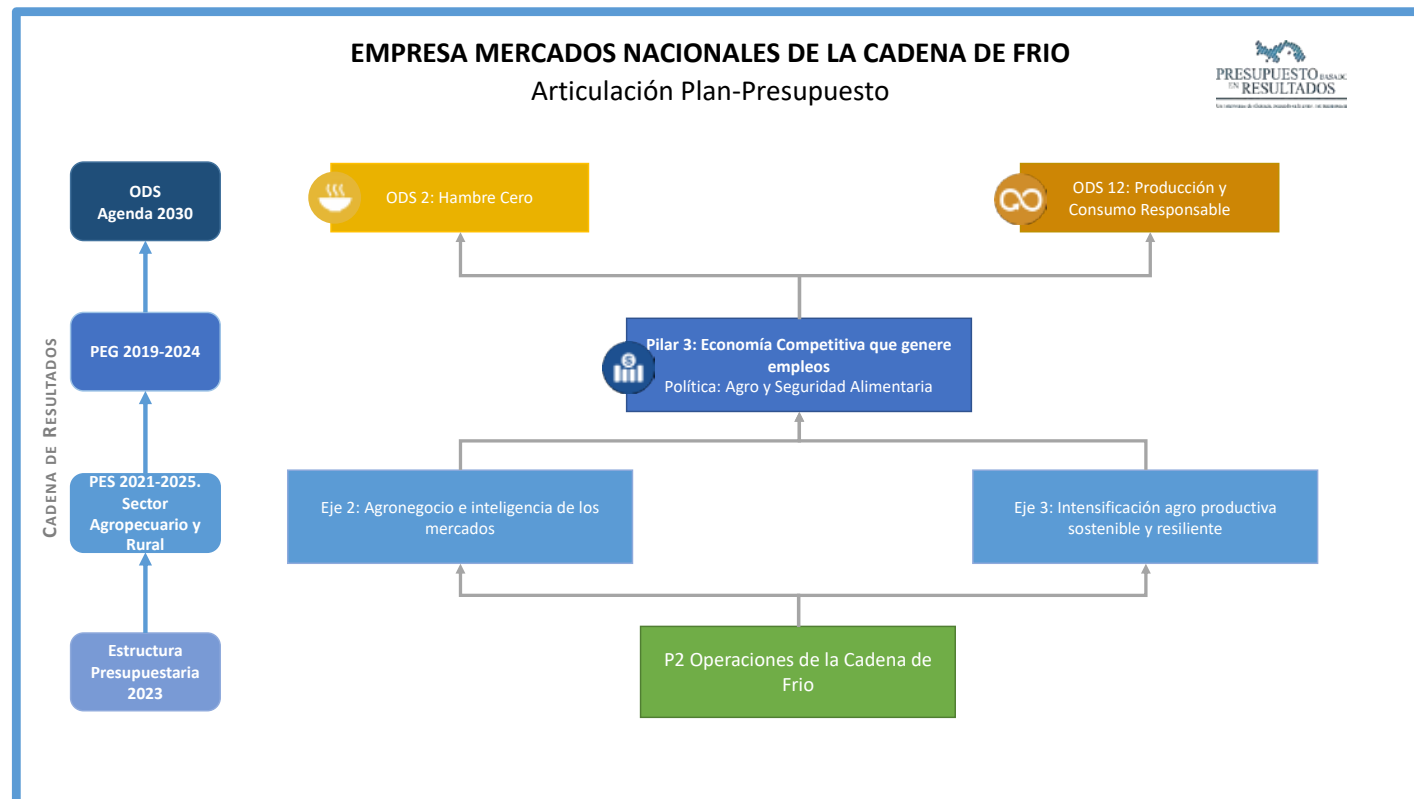 EMPRESA MERCADOS NACIONALES DE LA CADENA DE FRIO
Articulación Plan-Presupuesto
PRESUPUESTO BASADO
EN RESULTADOS
CADENA DE RESULTADOS
ODS
Agenda 2030
ODS 2: Hambre Cero
ODS 12: Producción y
Consumo Responsable
PEG 2019-2024
Pilar 3: Economía Competitiva que genere
empleos
Política: Agro y Seguridad Alimentaria
PES 2021-2025.
Sector
Agropecuario y
Rural
Eje 2: Agronegocio e inteligencia de los
mercados
Eje 3: Intensificación agro productiva
sostenible y resiliente
Estructura
Presupuestaria
2023
P2 Operaciones de la Cadena de
Frio